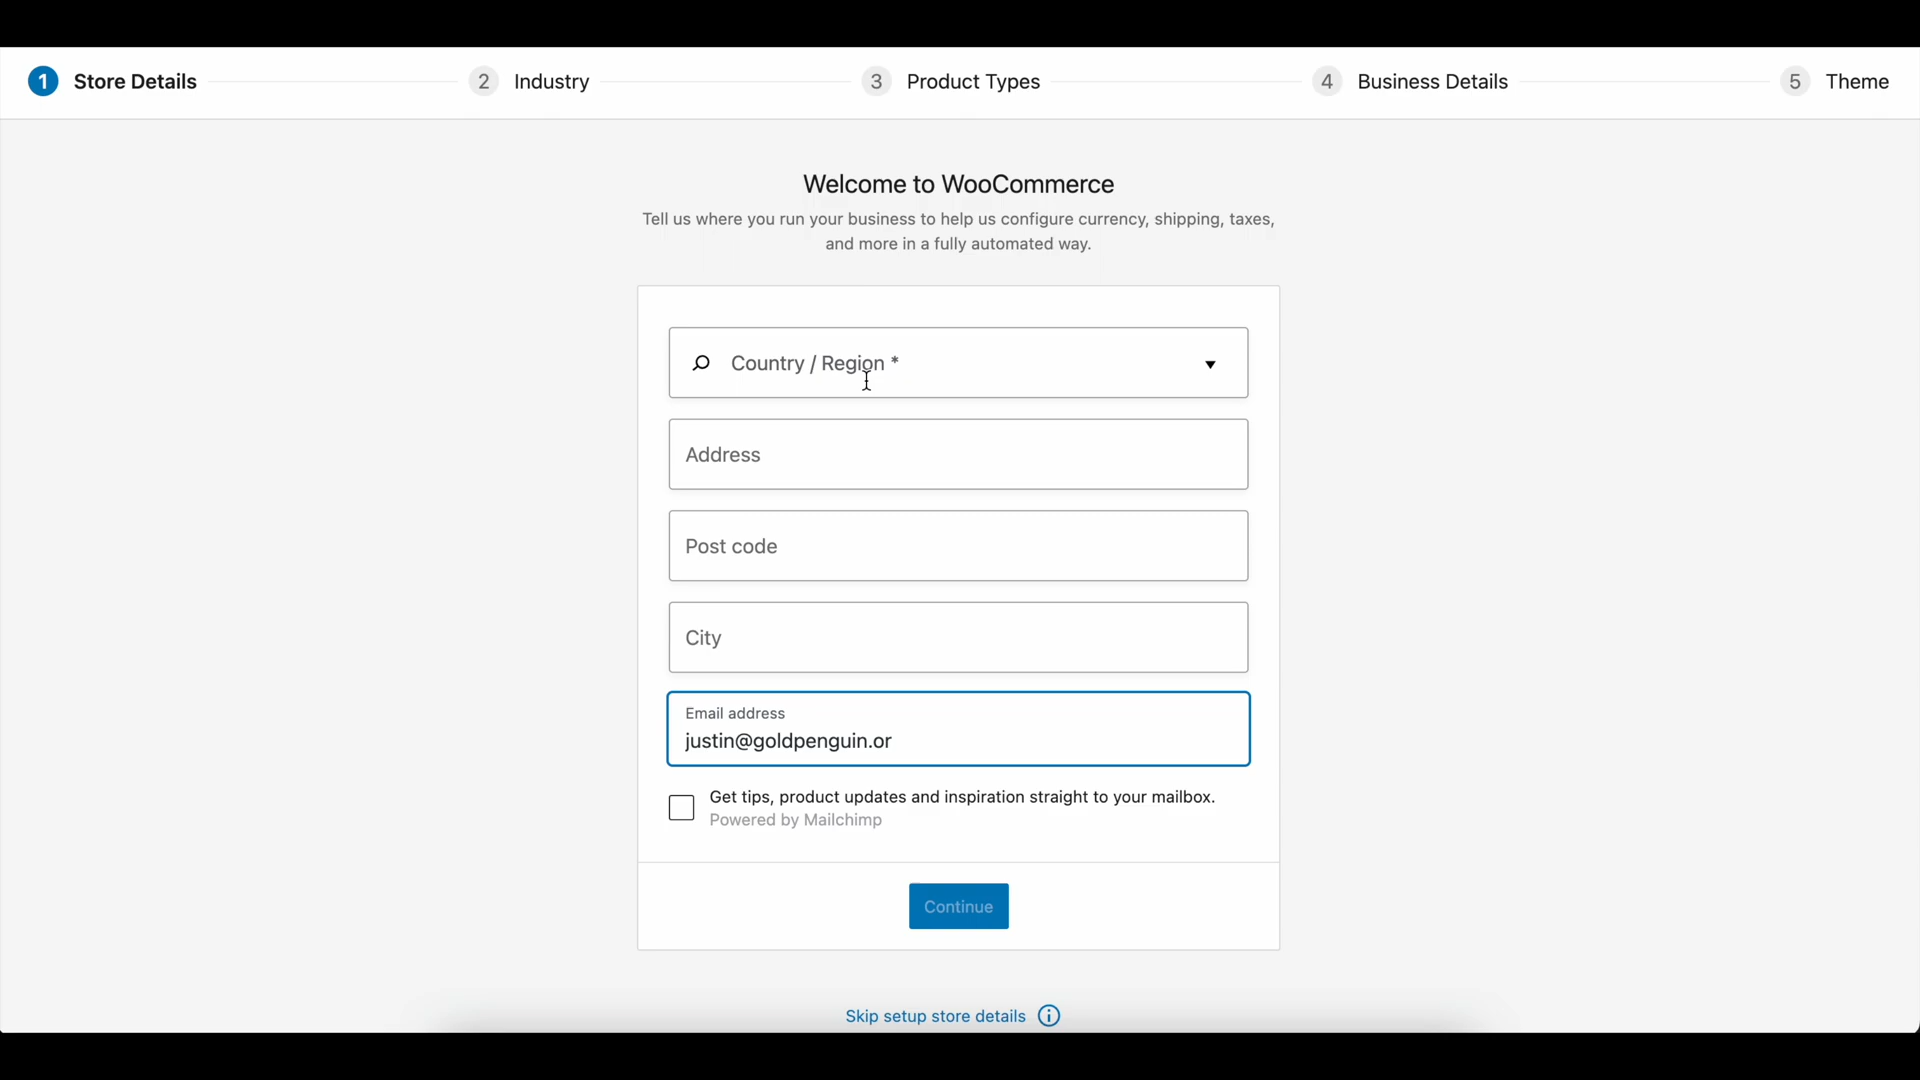 1 Store Details 2 Industry 3 Product Types 4 Business Details 5 Theme
Welcome to WooCommerce
Tell us where you run your business to help us configure currency, shipping, taxes,
and more in a fully automated way.
Country / Region *
Address
Post code
City
Email address
justin@goldpenguin.or
Get tips, product updates and inspiration straight to your mailbox.
Powered by Mailchimp
Continue
Skip setup store details